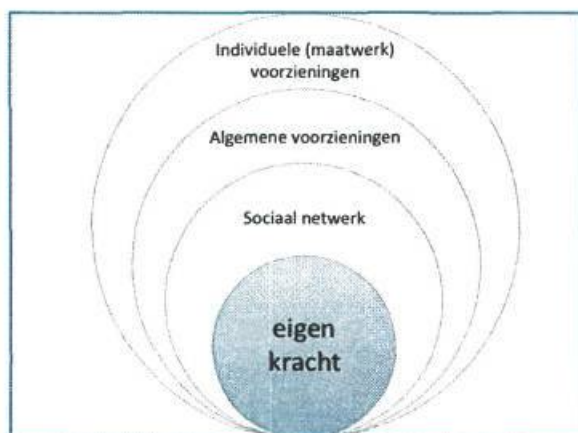 Individuele (maatwerk)
voorzieningen
Algemene voorzieningen
Sociaal netwerk
eigen
kracht